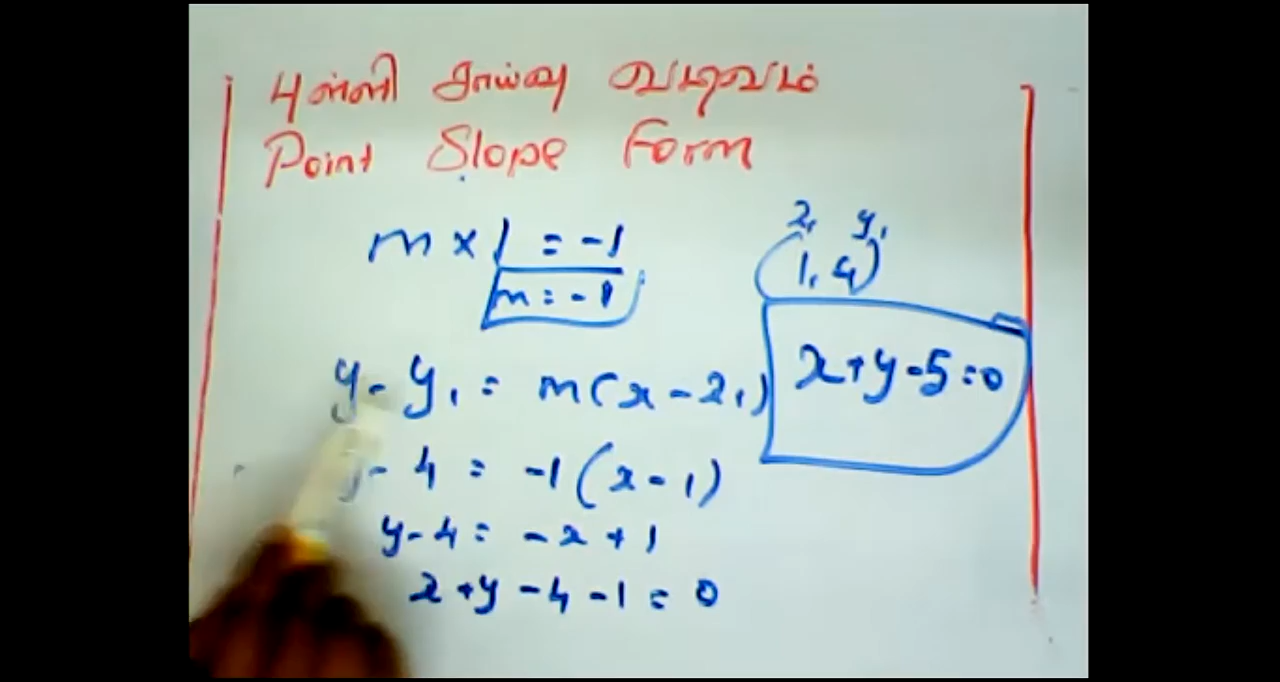 புள்ளி சாய்வு வடிவம்
Point Slope Form
m × 1 = -1
m = -1
x₁ y₁
(1, 4)
y - y₁ = m(x - x₁)
x + y - 5 = 0
y - 4 = -1(x - 1)
y - 4 = -x + 1
x + y - 4 - 1 = 0